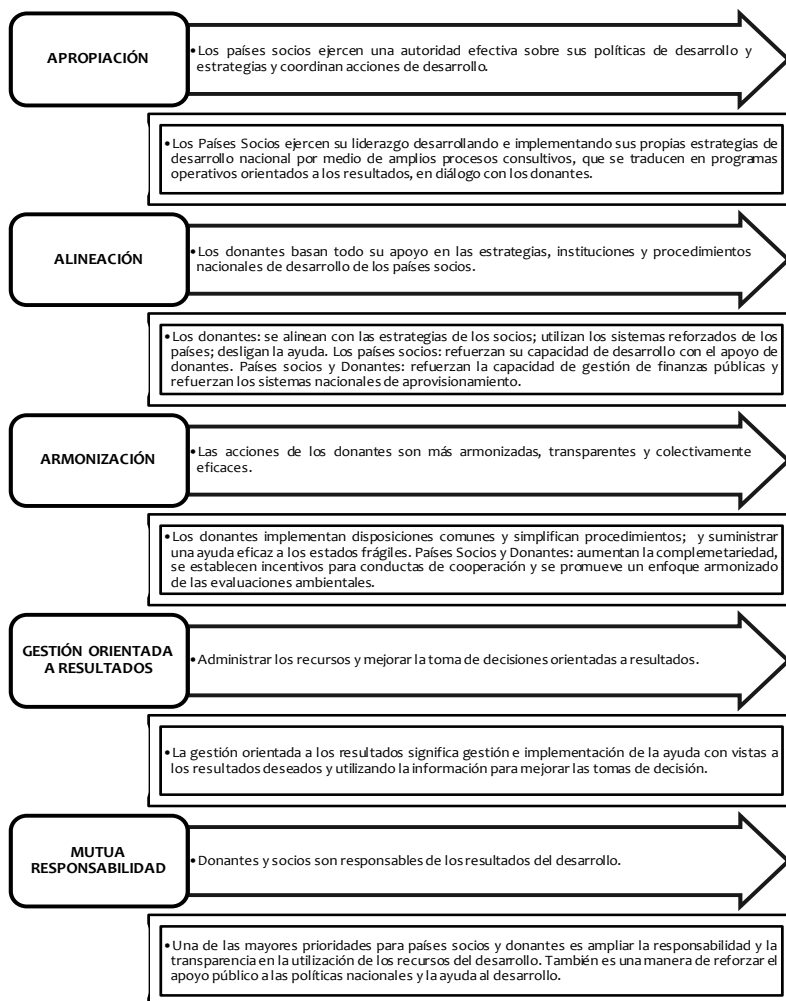 APROPIACIÓN
•Los países socios ejercen una autoridad efectiva sobre sus políticas de desarrollo y
estrategias y coordinan acciones de desarrollo.
•Los Países Socios ejercen su liderazgo desarrollando e implementando sus propias estrategias de
desarrollo nacional por medio de amplios procesos consultivos, que se traducen en programas
operativos orientados a los resultados, en diálogo con los donantes.
ALINEACIÓN
•Los donantes basan todo su apoyo en las estrategias, instituciones y procedimientos
nacionales de desarrollo de los países socios.
•Los donantes: se alinean con las estrategias de los socios; utilizan los sistemas reforzados de los
países; desligan la ayuda. Los países socios: refuerzan su capacidad de desarrollo con el apoyo de
donantes. Países socios y Donantes: refuerzan la capacidad de gestión de finanzas públicas y
refuerzan los sistemas nacionales de aprovisionamiento.
ARMONIZACIÓN
•Las acciones de los donantes son más armonizadas, transparentes y colectivamente
eficaces.
•Los donantes implementan disposiciones comunes y simplifican procedimientos; y suministrar
una ayuda eficaz a los estados frágiles. Países Socios y Donantes: aumentan la complemetariedad,
se establecen incentivos para conductas de cooperación y se promueve un enfoque armonizado
de las evaluaciones ambientales.
GESTIÓN ORIENTADA
A RESULTADOS
•Administrar los recursos y mejorar la toma de decisiones orientadas a resultados.
•La gestión orientada a los resultados significa gestión e implementación de la ayuda con vistas a
los resultados deseados y utilizando la información para mejorar las tomas de decisión.
MUTUA
RESPONSABILIDAD
•Donantes y socios son responsables de los resultados del desarrollo.
•Una de las mayores prioridades para países socios y donantes es ampliar la responsabilidad y la
transparencia en la utilización de los recursos del desarrollo. También es una manera de reforzar el
apoyo público a las políticas nacionales y la ayuda al desarrollo.